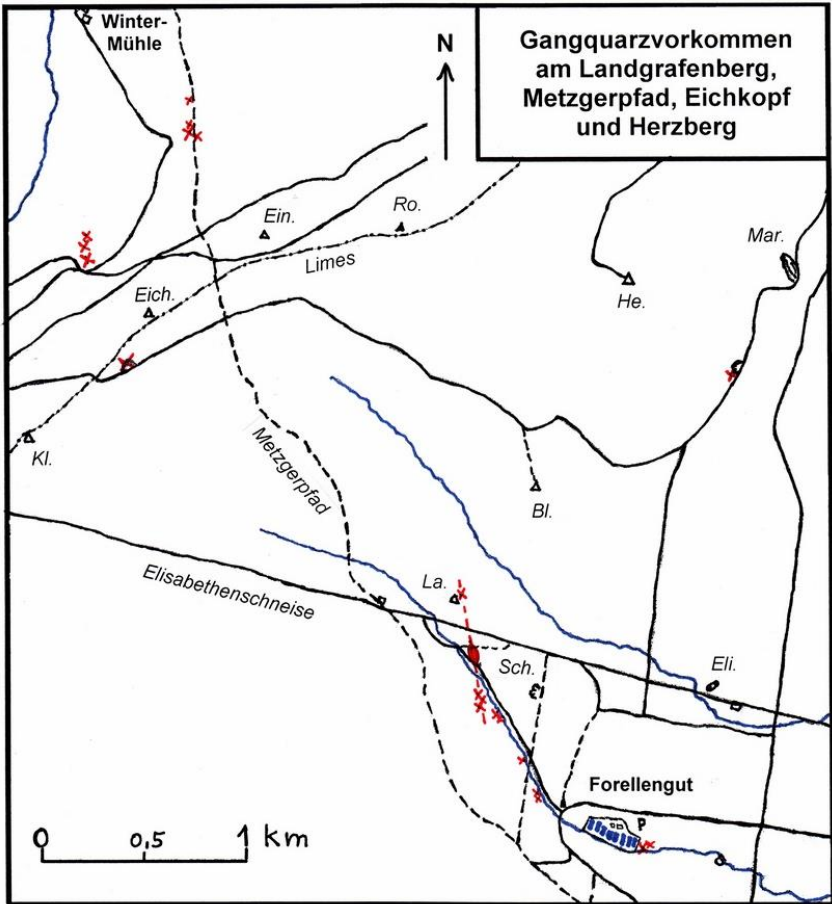 Gangquarzvorkommen
am Landgrafenberg,
Metzgerpfad, Eichkopf
und Herzberg
Winter-
Mühle
N
Ein.
Ro.
Limes
Mar.
Eich.
He.
Kl.
Metzgerpfad
Bl.
Elisabethenschneise
La.
Sch.
Eli.
Forellengut
P
0 0,5 1 km